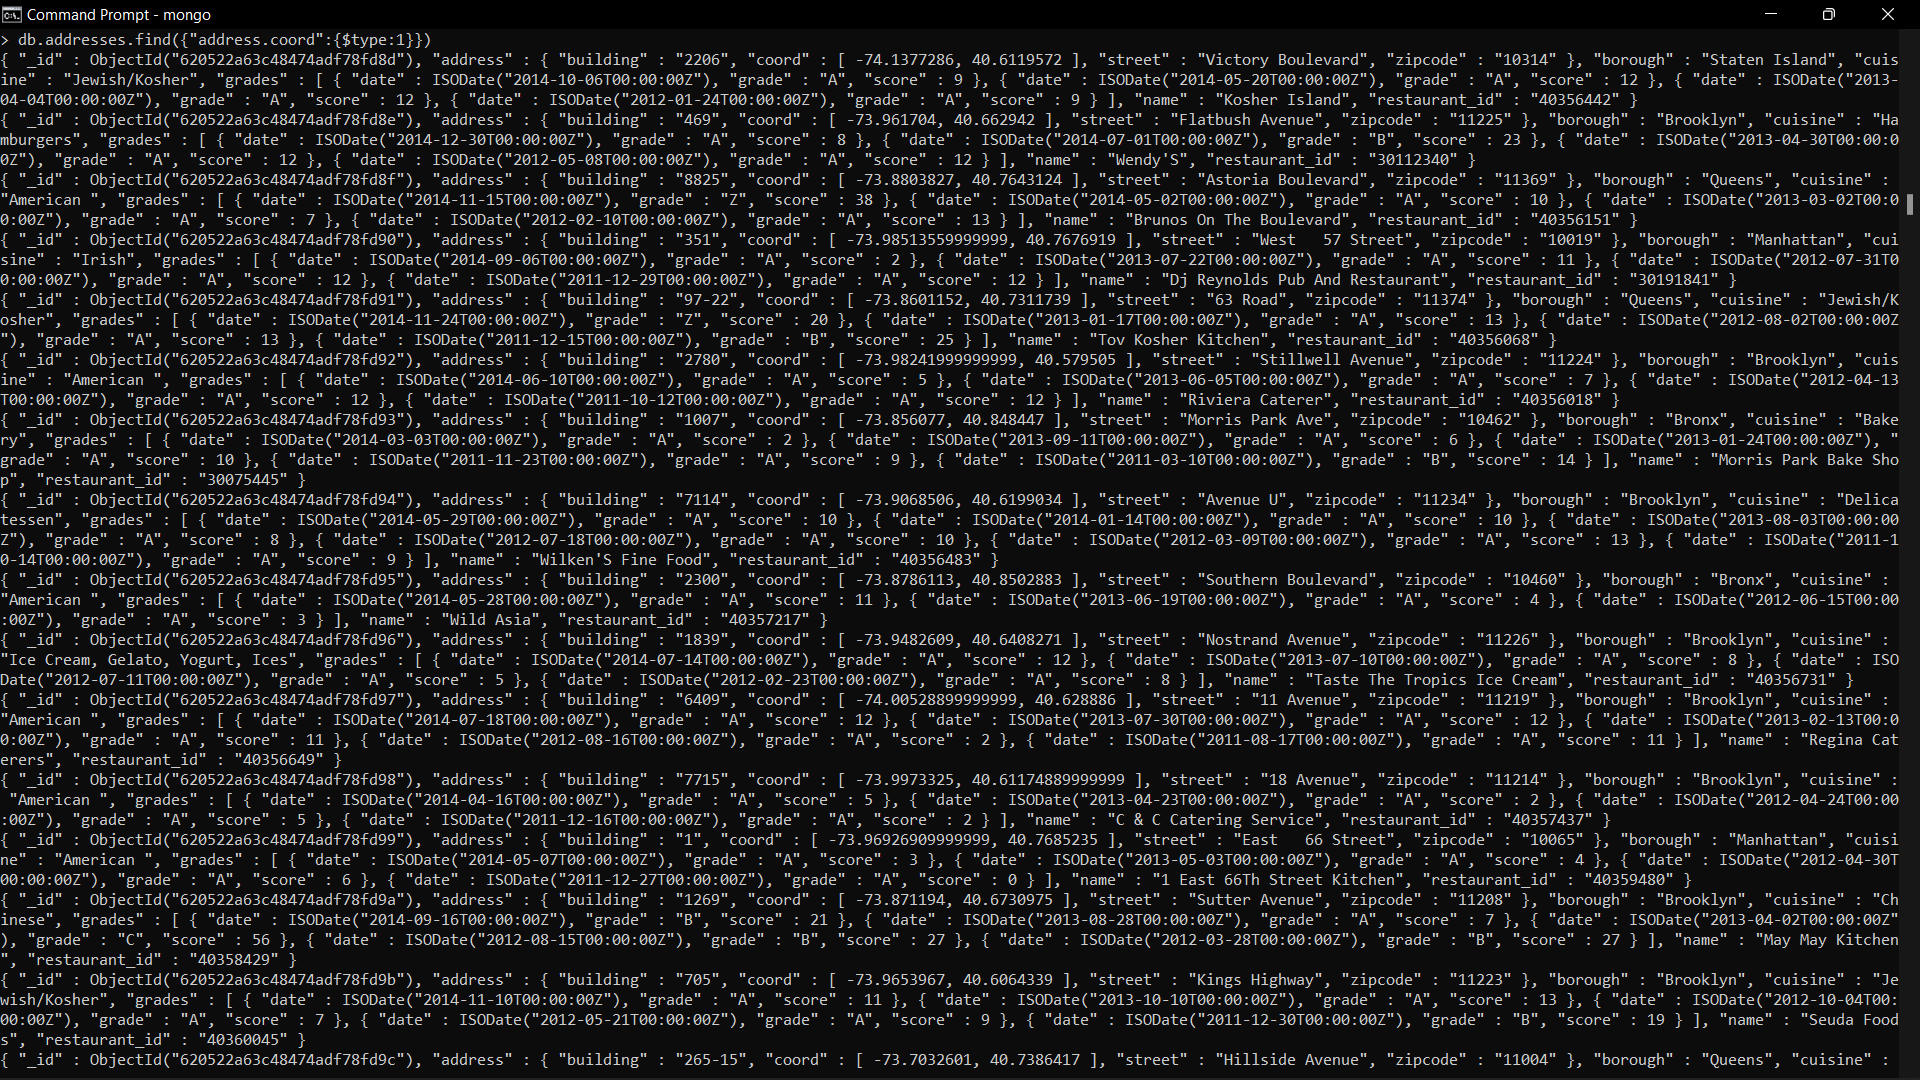 Command Prompt - mongo
> db.addresses.find({"address.coord":{$type:1}})
{ "_id" : ObjectId("620522a63c48474adf78fd8d"), "address" : { "building" : "2206", "coord" : [ -74.1377286, 40.6119572 ], "street" : "Victory Boulevard", "zipcode" : "10314" }, "borough" : "Staten Island", "cuis
ine" : "Jewish/Kosher", "grades" : [ { "date" : ISODate("2014-10-06T00:00:00Z"), "grade" : "A", "score" : 9 }, { "date" : ISODate("2014-05-20T00:00:00Z"), "grade" : "A", "score" : 12 }, { "date" : ISODate("2013-
04-04T00:00:00Z"), "grade" : "A", "score" : 12 }, { "date" : ISODate("2012-01-24T00:00:00Z"), "grade" : "A", "score" : 9 } ], "name" : "Kosher Island", "restaurant_id" : "40356442" }
{ "_id" : ObjectId("620522a63c48474adf78fd8e"), "address" : { "building" : "469", "coord" : [ -73.961704, 40.662942 ], "street" : "Flatbush Avenue", "zipcode" : "11225" }, "borough" : "Brooklyn", "cuisine" : "Ha
mburgers", "grades" : [ { "date" : ISODate("2014-12-30T00:00:00Z"), "grade" : "A", "score" : 8 }, { "date" : ISODate("2014-07-01T00:00:00Z"), "grade" : "B", "score" : 23 }, { "date" : ISODate("2013-04-30T00:00:0
0Z"), "grade" : "A", "score" : 12 }, { "date" : ISODate("2012-05-08T00:00:00Z"), "grade" : "A", "score" : 12 } ], "name" : "Wendy'S", "restaurant_id" : "30112340" }
{ "_id" : ObjectId("620522a63c48474adf78fd8f"), "address" : { "building" : "8825", "coord" : [ -73.8803827, 40.7643124 ], "street" : "Astoria Boulevard", "zipcode" : "11369" }, "borough" : "Queens", "cuisine" :
"American ", "grades" : [ { "date" : ISODate("2014-11-15T00:00:00Z"), "grade" : "Z", "score" : 38 }, { "date" : ISODate("2014-05-02T00:00:00Z"), "grade" : "A", "score" : 10 }, { "date" : ISODate("2013-03-02T00:0
0:00Z"), "grade" : "A", "score" : 7 }, { "date" : ISODate("2012-02-10T00:00:00Z"), "grade" : "A", "score" : 13 } ], "name" : "Brunos On The Boulevard", "restaurant_id" : "40356151" }
{ "_id" : ObjectId("620522a63c48474adf78fd90"), "address" : { "building" : "351", "coord" : [ -73.98513559999999, 40.7676919 ], "street" : "West   57 Street", "zipcode" : "10019" }, "borough" : "Manhattan", "cui
sine" : "Irish", "grades" : [ { "date" : ISODate("2014-09-06T00:00:00Z"), "grade" : "A", "score" : 2 }, { "date" : ISODate("2013-07-22T00:00:00Z"), "grade" : "A", "score" : 11 }, { "date" : ISODate("2012-07-31T0
0:00:00Z"), "grade" : "A", "score" : 12 }, { "date" : ISODate("2011-12-29T00:00:00Z"), "grade" : "A", "score" : 12 } ], "name" : "Dj Reynolds Pub And Restaurant", "restaurant_id" : "30191841" }
{ "_id" : ObjectId("620522a63c48474adf78fd91"), "address" : { "building" : "97-22", "coord" : [ -73.8601152, 40.7311739 ], "street" : "63 Road", "zipcode" : "11374" }, "borough" : "Queens", "cuisine" : "Jewish/K
osher", "grades" : [ { "date" : ISODate("2014-11-24T00:00:00Z"), "grade" : "Z", "score" : 20 }, { "date" : ISODate("2013-01-17T00:00:00Z"), "grade" : "A", "score" : 13 }, { "date" : ISODate("2012-08-02T00:00:00Z
"), "grade" : "A", "score" : 13 }, { "date" : ISODate("2011-12-15T00:00:00Z"), "grade" : "B", "score" : 25 } ], "name" : "Tov Kosher Kitchen", "restaurant_id" : "40356068" }
{ "_id" : ObjectId("620522a63c48474adf78fd92"), "address" : { "building" : "2780", "coord" : [ -73.98241999999999, 40.579505 ], "street" : "Stillwell Avenue", "zipcode" : "11224" }, "borough" : "Brooklyn", "cuis
ine" : "American ", "grades" : [ { "date" : ISODate("2014-06-10T00:00:00Z"), "grade" : "A", "score" : 5 }, { "date" : ISODate("2013-06-05T00:00:00Z"), "grade" : "A", "score" : 7 }, { "date" : ISODate("2012-04-13
T00:00:00Z"), "grade" : "A", "score" : 12 }, { "date" : ISODate("2011-10-12T00:00:00Z"), "grade" : "A", "score" : 12 } ], "name" : "Riviera Caterer", "restaurant_id" : "40356018" }
{ "_id" : ObjectId("620522a63c48474adf78fd93"), "address" : { "building" : "1007", "coord" : [ -73.856077, 40.848447 ], "street" : "Morris Park Ave", "zipcode" : "10462" }, "borough" : "Bronx", "cuisine" : "Bake
ry", "grades" : [ { "date" : ISODate("2014-03-03T00:00:00Z"), "grade" : "A", "score" : 2 }, { "date" : ISODate("2013-09-11T00:00:00Z"), "grade" : "A", "score" : 6 }, { "date" : ISODate("2013-01-24T00:00:00Z"), "
grade" : "A", "score" : 10 }, { "date" : ISODate("2011-11-23T00:00:00Z"), "grade" : "A", "score" : 9 }, { "date" : ISODate("2011-03-10T00:00:00Z"), "grade" : "B", "score" : 14 } ], "name" : "Morris Park Bake Sho
p", "restaurant_id" : "30075445" }
{ "_id" : ObjectId("620522a63c48474adf78fd94"), "address" : { "building" : "7114", "coord" : [ -73.9068506, 40.6199034 ], "street" : "Avenue U", "zipcode" : "11234" }, "borough" : "Brooklyn", "cuisine" : "Delica
tessen", "grades" : [ { "date" : ISODate("2014-05-29T00:00:00Z"), "grade" : "A", "score" : 10 }, { "date" : ISODate("2014-01-14T00:00:00Z"), "grade" : "A", "score" : 10 }, { "date" : ISODate("2013-08-03T00:00:00
Z"), "grade" : "A", "score" : 8 }, { "date" : ISODate("2012-07-18T00:00:00Z"), "grade" : "A", "score" : 10 }, { "date" : ISODate("2012-03-09T00:00:00Z"), "grade" : "A", "score" : 13 }, { "date" : ISODate("2011-1
0-14T00:00:00Z"), "grade" : "A", "score" : 9 } ], "name" : "Wilken'S Fine Food", "restaurant_id" : "40356483" }
{ "_id" : ObjectId("620522a63c48474adf78fd95"), "address" : { "building" : "2300", "coord" : [ -73.8786113, 40.8502883 ], "street" : "Southern Boulevard", "zipcode" : "10460" }, "borough" : "Bronx", "cuisine" :
"American ", "grades" : [ { "date" : ISODate("2014-05-28T00:00:00Z"), "grade" : "A", "score" : 11 }, { "date" : ISODate("2013-06-19T00:00:00Z"), "grade" : "A", "score" : 4 }, { "date" : ISODate("2012-06-15T00:00
:00Z"), "grade" : "A", "score" : 3 } ], "name" : "Wild Asia", "restaurant_id" : "40357217" }
{ "_id" : ObjectId("620522a63c48474adf78fd96"), "address" : { "building" : "1839", "coord" : [ -73.9482609, 40.6408271 ], "street" : "Nostrand Avenue", "zipcode" : "11226" }, "borough" : "Brooklyn", "cuisine" :
"Ice Cream, Gelato, Yogurt, Ices", "grades" : [ { "date" : ISODate("2014-07-14T00:00:00Z"), "grade" : "A", "score" : 12 }, { "date" : ISODate("2013-07-10T00:00:00Z"), "grade" : "A", "score" : 8 }, { "date" : ISO
Date("2012-07-11T00:00:00Z"), "grade" : "A", "score" : 5 }, { "date" : ISODate("2012-02-23T00:00:00Z"), "grade" : "A", "score" : 8 } ], "name" : "Taste The Tropics Ice Cream", "restaurant_id" : "40356731" }
{ "_id" : ObjectId("620522a63c48474adf78fd97"), "address" : { "building" : "6409", "coord" : [ -74.00528899999999, 40.628886 ], "street" : "11 Avenue", "zipcode" : "11219" }, "borough" : "Brooklyn", "cuisine" :
"American ", "grades" : [ { "date" : ISODate("2014-07-18T00:00:00Z"), "grade" : "A", "score" : 12 }, { "date" : ISODate("2013-07-30T00:00:00Z"), "grade" : "A", "score" : 12 }, { "date" : ISODate("2013-02-13T00:0
0:00Z"), "grade" : "A", "score" : 11 }, { "date" : ISODate("2012-08-16T00:00:00Z"), "grade" : "A", "score" : 2 }, { "date" : ISODate("2011-08-17T00:00:00Z"), "grade" : "A", "score" : 11 } ], "name" : "Regina Cat
erers", "restaurant_id" : "40356649" }
{ "_id" : ObjectId("620522a63c48474adf78fd98"), "address" : { "building" : "7715", "coord" : [ -73.9973325, 40.61174889999999 ], "street" : "18 Avenue", "zipcode" : "11214" }, "borough" : "Brooklyn", "cuisine" :
 "American ", "grades" : [ { "date" : ISODate("2014-04-16T00:00:00Z"), "grade" : "A", "score" : 5 }, { "date" : ISODate("2013-04-23T00:00:00Z"), "grade" : "A", "score" : 2 }, { "date" : ISODate("2012-04-24T00:00
:00Z"), "grade" : "A", "score" : 5 }, { "date" : ISODate("2011-12-16T00:00:00Z"), "grade" : "A", "score" : 2 } ], "name" : "C & C Catering Service", "restaurant_id" : "40357437" }
{ "_id" : ObjectId("620522a63c48474adf78fd99"), "address" : { "building" : "1", "coord" : [ -73.96926909999999, 40.7685235 ], "street" : "East   66 Street", "zipcode" : "10065" }, "borough" : "Manhattan", "cuisi
ne" : "American ", "grades" : [ { "date" : ISODate("2014-05-07T00:00:00Z"), "grade" : "A", "score" : 3 }, { "date" : ISODate("2013-05-03T00:00:00Z"), "grade" : "A", "score" : 4 }, { "date" : ISODate("2012-04-30T
00:00:00Z"), "grade" : "A", "score" : 6 }, { "date" : ISODate("2011-12-27T00:00:00Z"), "grade" : "A", "score" : 0 } ], "name" : "1 East 66Th Street Kitchen", "restaurant_id" : "40359480" }
{ "_id" : ObjectId("620522a63c48474adf78fd9a"), "address" : { "building" : "1269", "coord" : [ -73.871194, 40.6730975 ], "street" : "Sutter Avenue", "zipcode" : "11208" }, "borough" : "Brooklyn", "cuisine" : "Ch
inese", "grades" : [ { "date" : ISODate("2014-09-16T00:00:00Z"), "grade" : "B", "score" : 21 }, { "date" : ISODate("2013-08-28T00:00:00Z"), "grade" : "A", "score" : 7 }, { "date" : ISODate("2013-04-02T00:00:00Z"
), "grade" : "C", "score" : 56 }, { "date" : ISODate("2012-08-15T00:00:00Z"), "grade" : "B", "score" : 27 }, { "date" : ISODate("2012-03-28T00:00:00Z"), "grade" : "B", "score" : 27 } ], "name" : "May May Kitchen
", "restaurant_id" : "40358429" }
{ "_id" : ObjectId("620522a63c48474adf78fd9b"), "address" : { "building" : "705", "coord" : [ -73.9653967, 40.6064339 ], "street" : "Kings Highway", "zipcode" : "11223" }, "borough" : "Brooklyn", "cuisine" : "Je
wish/Kosher", "grades" : [ { "date" : ISODate("2014-11-10T00:00:00Z"), "grade" : "A", "score" : 11 }, { "date" : ISODate("2013-10-10T00:00:00Z"), "grade" : "A", "score" : 13 }, { "date" : ISODate("2012-10-04T00:
00:00Z"), "grade" : "A", "score" : 7 }, { "date" : ISODate("2012-05-21T00:00:00Z"), "grade" : "A", "score" : 9 }, { "date" : ISODate("2011-12-30T00:00:00Z"), "grade" : "B", "score" : 19 } ], "name" : "Seuda Food
s", "restaurant_id" : "40360045" }
{ "_id" : ObjectId("620522a63c48474adf78fd9c"), "address" : { "building" : "265-15", "coord" : [ -73.7032601, 40.7386417 ], "street" : "Hillside Avenue", "zipcode" : "11004" }, "borough" : "Queens", "cuisine" :